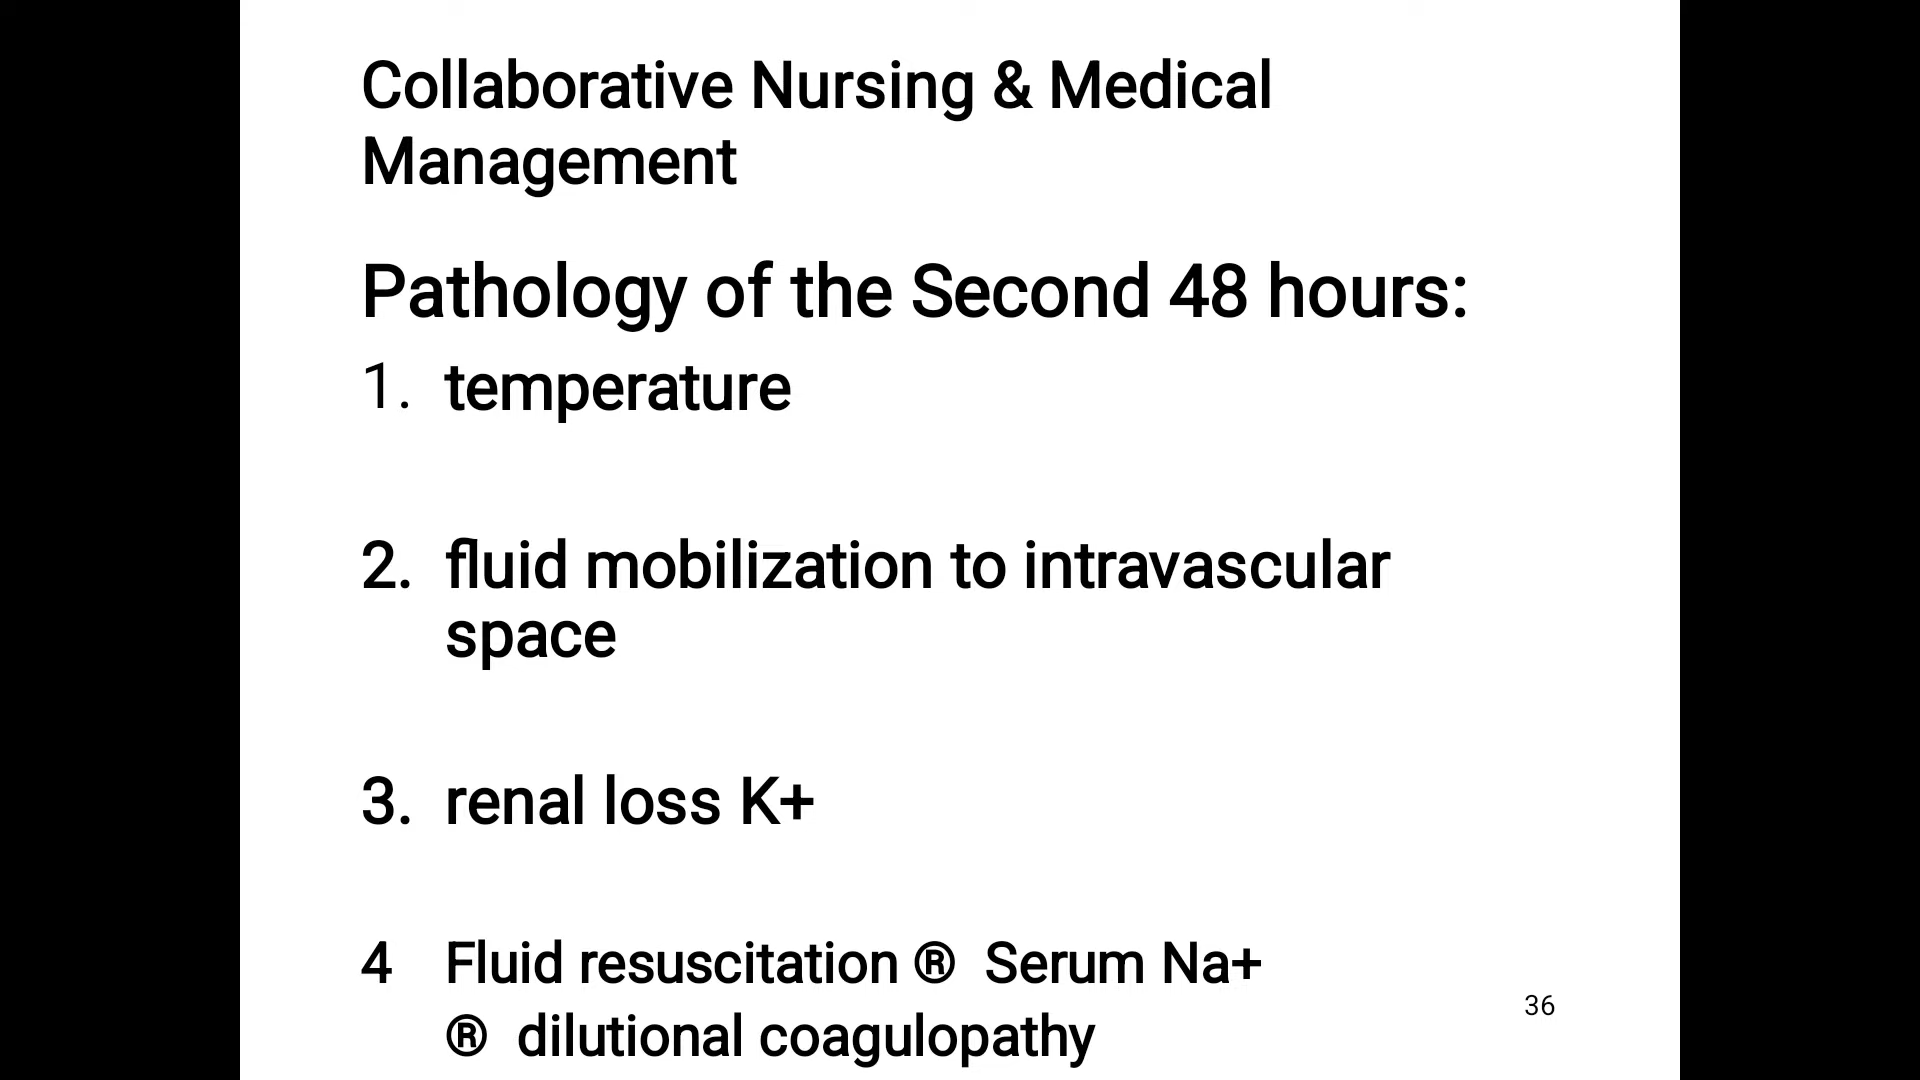 Collaborative Nursing & Medical
Management
Pathology of the Second 48 hours:
1. temperature
2. fluid mobilization to intravascular
space
3. renal loss K+
4 Fluid resuscitation ® Serum Na+
® dilutional coagulopathy
36